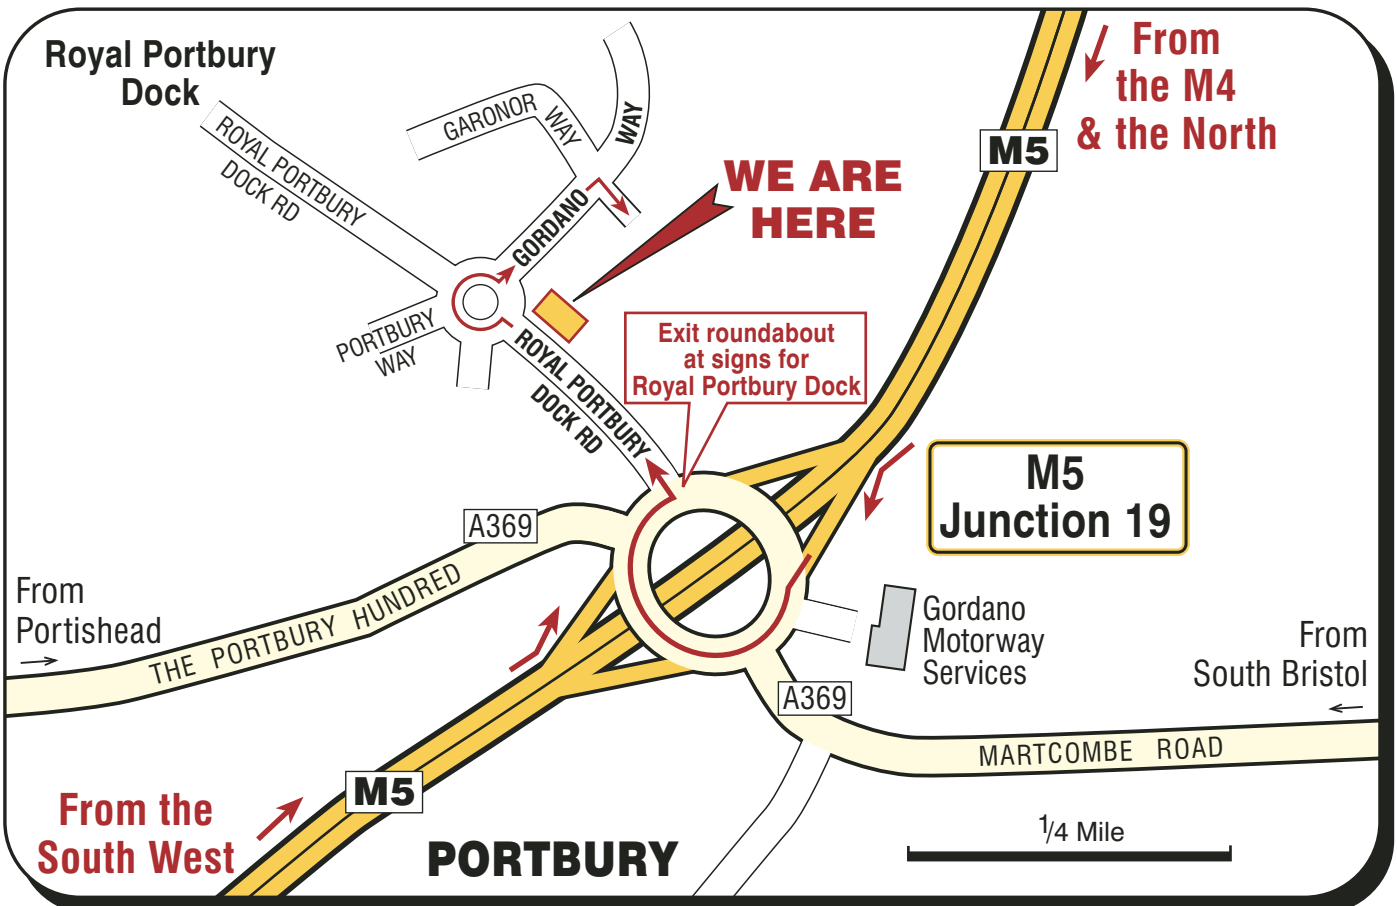 Royal Portbury
Dock
ROYAL PORTBURY
DOCK RD
GARONOR
WAY
WAY
GORDANO
WE ARE
HERE
From
the M4
& the North
M5
PORTBURY
WAY
ROYAL PORTBURY
DOCK RD
Exit roundabout
at signs for
Royal Portbury Dock
M5
Junction 19
A369
THE PORTBURY HUNDRED
From
Portishead
Gordano
Motorway
Services
From
South Bristol
A369
MARTCOMBE ROAD
M5
From the
South West
PORTBURY
1/4 Mile